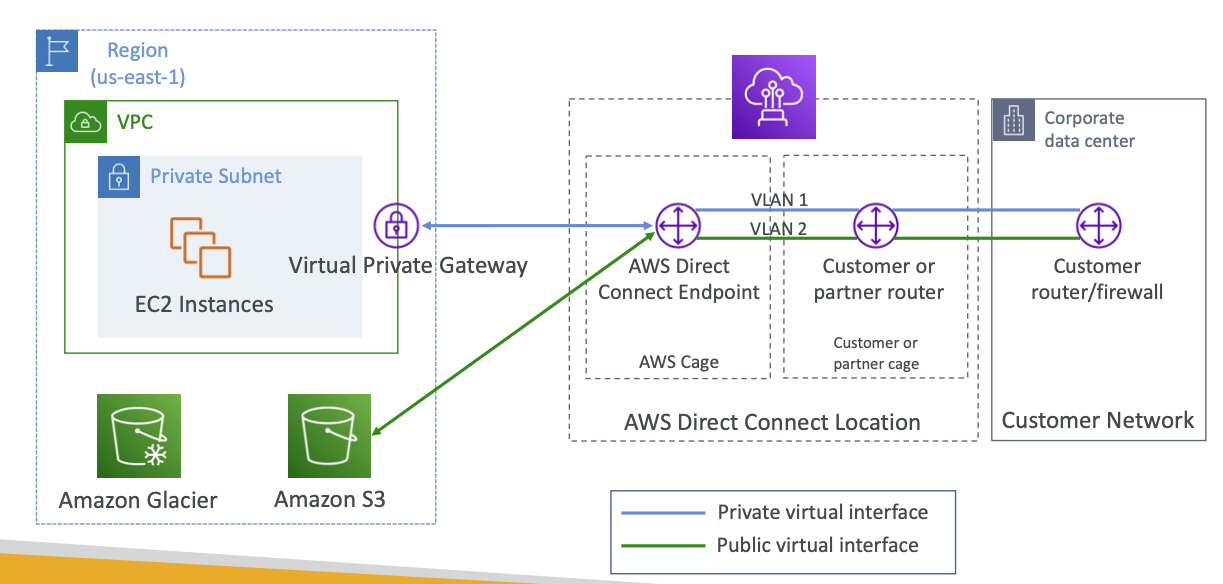 Region
(us-east-1)
VPC
Private Subnet
EC2 Instances
Virtual Private Gateway
Amazon Glacier
Amazon S3
VLAN 1
VLAN 2
AWS Direct
Connect Endpoint
AWS Cage
Customer or
partner router
Customer or
partner cage
AWS Direct Connect Location
Corporate
data center
Customer
router/firewall
Customer Network
Private virtual interface
Public virtual interface